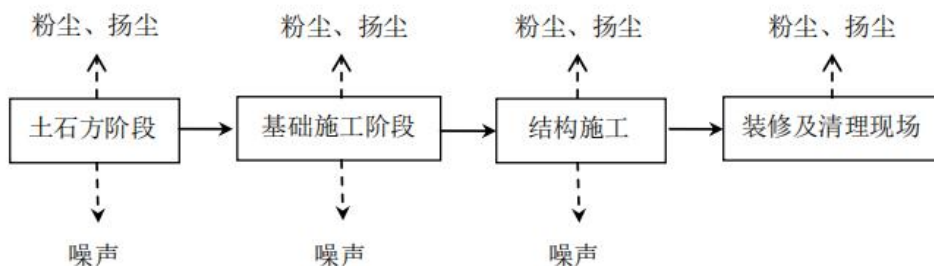 粉尘、扬尘 粉尘、扬尘 粉尘、扬尘 粉尘、扬尘
土石方阶段 基础施工阶段 结构施工 装修及清理现场
噪声 噪声 噪声